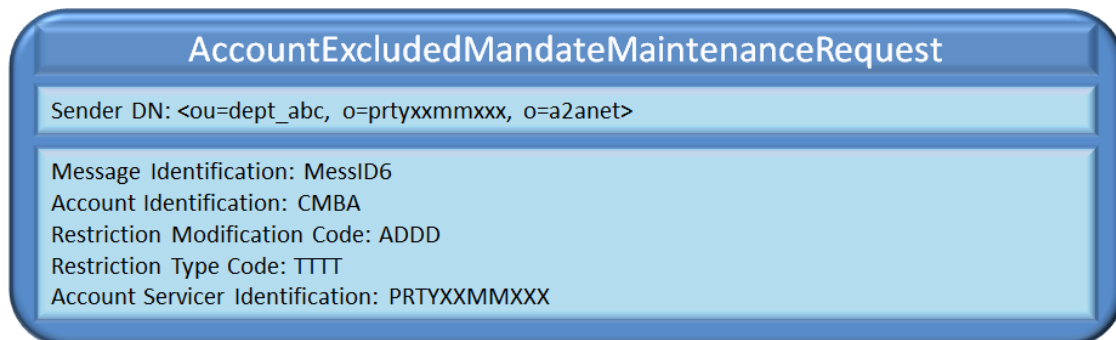 AccountExcludedMandateMaintenanceRequest
Sender DN: <ou=dept_abc, o=prtyxxmmxxx, o=a2anet>
Message Identification: MessID6
Account Identification: CMBA
Restriction Modification Code: ADDD
Restriction Type Code: TTTT
Account Servicer Identification: PRTYXXMMXXX